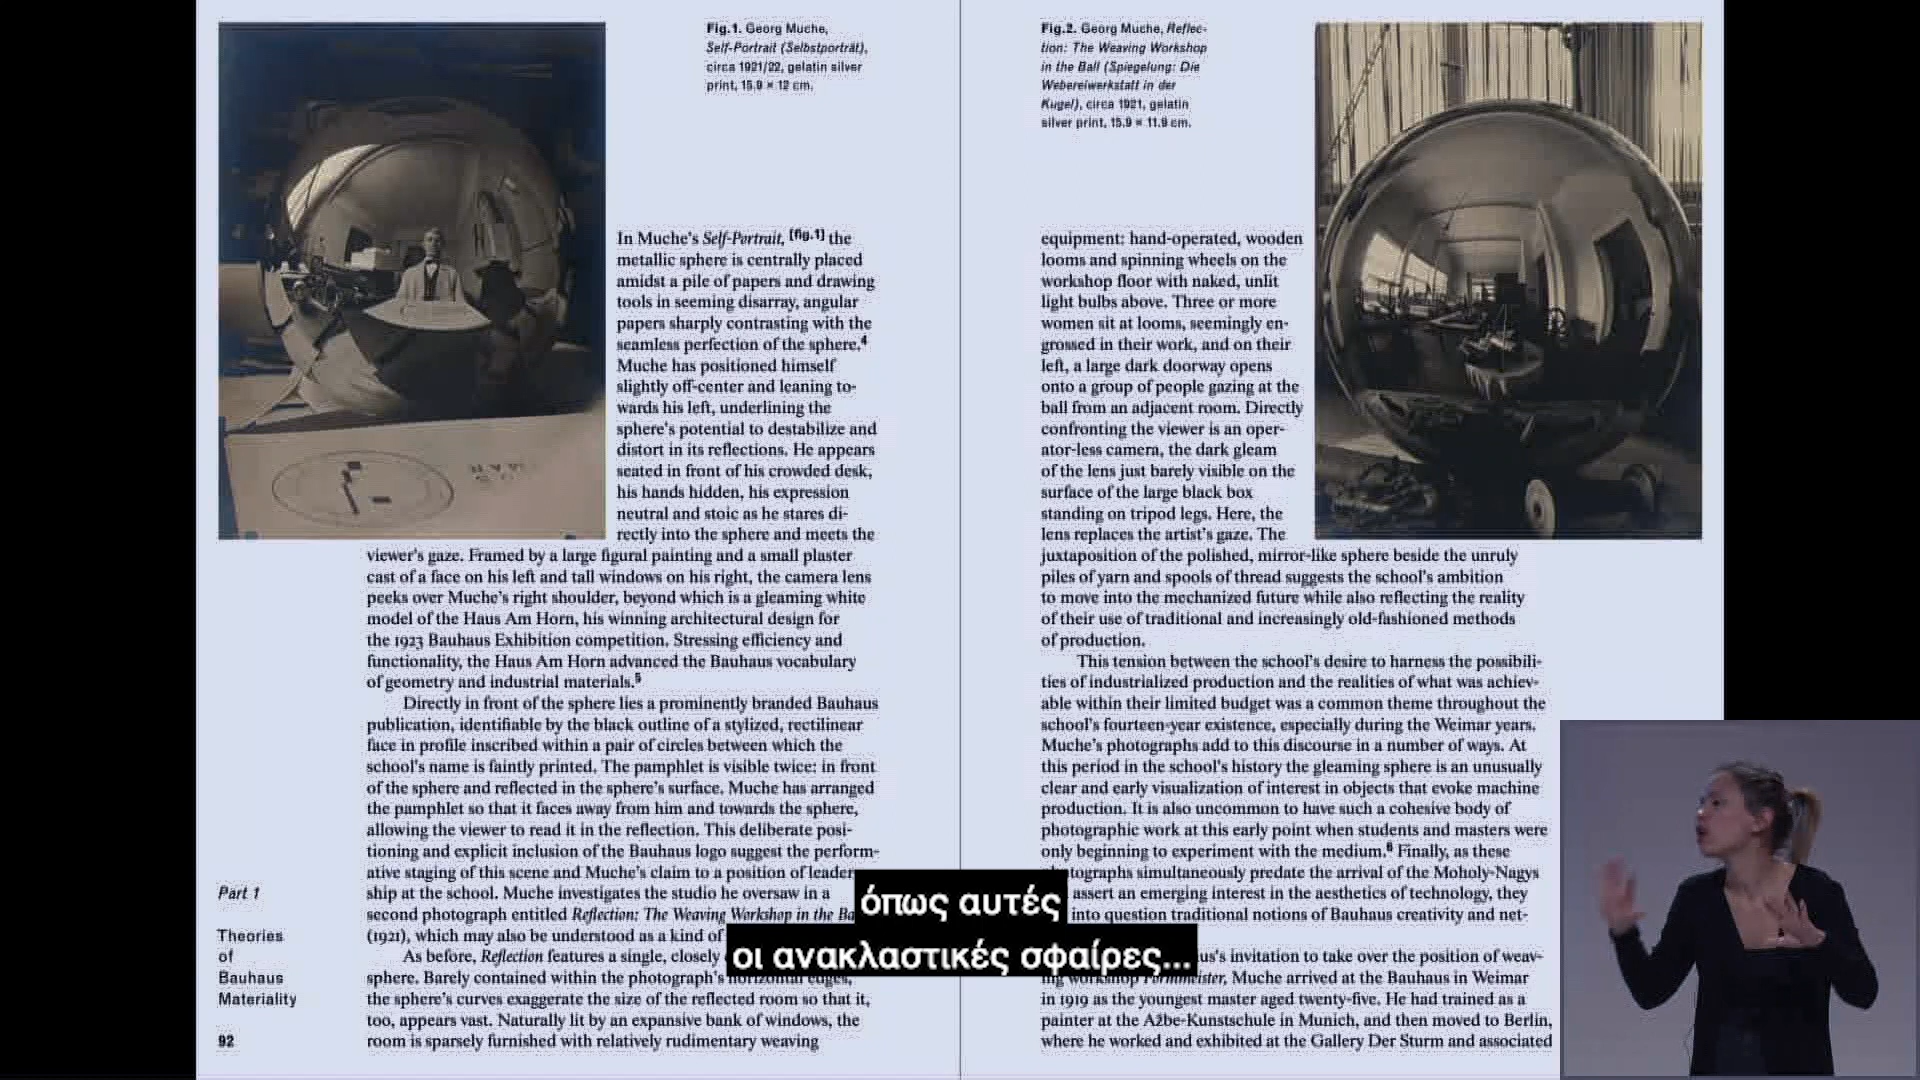 Fig.1. Georg Muche,
Self-Portrait (Selbstporträt),
circa 1921/22, gelatin silver
print, 15.9 × 12 cm.
In Muche's Self-Portrait, [fig.1] the
metallic sphere is centrally placed
amidst a pile of papers and drawing
tools in seeming disarray, angular
papers sharply contrasting with the
seamless perfection of the sphere.4
Muche has positioned himself
slightly off-center and leaning to-
wards his left, underlining the
sphere's potential to destabilize and
distort in its reflections. He appears
seated in front of his crowded desk,
his hands hidden, his expression
neutral and stoic as he stares di-
rectly into the sphere and meets the
viewer's gaze. Framed by a large figural painting and a small plaster
cast of a face on his left and tall windows on his right, the camera lens
peeks over Muche's right shoulder, beyond which is a gleaming white
model of the Haus Am Horn, his winning architectural design for
the 1923 Bauhaus Exhibition competition. Stressing efficiency and
functionality, the Haus Am Horn advanced the Bauhaus vocabulary
of geometry and industrial materials.5
Directly in front of the sphere lies a prominently branded Bauhaus
publication, identifiable by the black outline of a stylized, rectilinear
face in profile inscribed within a pair of circles between which the
school's name is faintly printed. The pamphlet is visible twice: in front
of the sphere and reflected in the sphere's surface. Muche has arranged
the pamphlet so that it faces away from him and towards the sphere,
allowing the viewer to read it in the reflection. This deliberate posi-
tioning and explicit inclusion of the Bauhaus logo suggest the perform-
ative staging of this scene and Muche's claim to a position of leader
ship at the school. Muche investigates the studio he oversaw in a
second photograph entitled Reflection: The Weaving Workshop in the Ba
(1921), which may also be understood as a kind of
As before, Reflection features a single, closely
sphere. Barely contained within the photograph's horizontal edges,
the sphere's curves exaggerate the size of the reflected room so that it,
too, appears vast. Naturally lit by an expansive bank of windows, the
room is sparsely furnished with relatively rudimentary weaving
Part 1
Theories
of
Bauhaus
Materiality
92
Fig.2. Georg Muche, Reflec-
tion: The Weaving Workshop
in the Ball (Spiegelung: Die
Webereiwerkstatt in der
Kugel), circa 1921, gelatin
silver print, 15.9 × 11.9 cm.
equipment: hand-operated, wooden
looms and spinning wheels on the
workshop floor with naked, unlit
light bulbs above. Three or more
women sit at looms, seemingly en-
grossed in their work, and on their
left, a large dark doorway opens
onto a group of people gazing at the
ball from an adjacent room. Directly
confronting the viewer is an oper-
ator-less camera, the dark gleam
of the lens just barely visible on the
surface of the large black box
standing on tripod legs. Here, the
lens replaces the artist's gaze. The
juxtaposition of the polished, mirror-like sphere beside the unruly
piles of yarn and spools of thread suggests the school's ambition
to move into the mechanized future while also reflecting the reality
of their use of traditional and increasingly old-fashioned methods
of production.
This tension between the school's desire to harness the possibili-
ties of industrialized production and the realities of what was achiev-
able within their limited budget was a common theme throughout the
school's fourteen-year existence, especially during the Weimar years.
Muche's photographs add to this discourse in a number of ways. At
this period in the school's history the gleaming sphere is an unusually
clear and early visualization of interest in objects that evoke machine
production. It is also uncommon to have such a cohesive body of
photographic work at this early point when students and masters were
only beginning to experiment with the medium.6 Finally, as these
tographs simultaneously predate the arrival of the Moholy-Nagys
assert an emerging interest in the aesthetics of technology, they
into question traditional notions of Bauhaus creativity and net-
us's invitation to take over the position of weav-
ing workshop Formmeister, Muche arrived at the Bauhaus in Weimar
in 1919 as the youngest master aged twenty-five. He had trained as a
painter at the Ažbe-Kunstschule in Munich, and then moved to Berlin,
where he worked and exhibited at the Gallery Der Sturm and associated
όπως αυτές
οι ανακλαστικές σφαίρες...